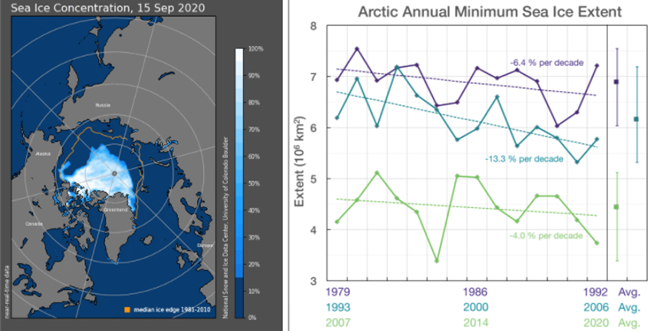 Sea Ice Concentration, 15 Sep 2020
Russia
Alaska
Canada
Greenland
Europe
near-real-time data
median ice edge 1981-2010
100%
90%
80%
70%
60%
50%
40%
30%
20%
10%
0%
National Snow and Ice Data Center, University of Colorado Boulder
Arctic Annual Minimum Sea Ice Extent
Extent (10⁶ km²)
8
7
6
5
4
3
-6.4 % per decade
-13.3 % per decade
-4.0 % per decade
1979 1986 1992 Avg.
1993 2000 2006 Avg.
2007 2014 2020 Avg.